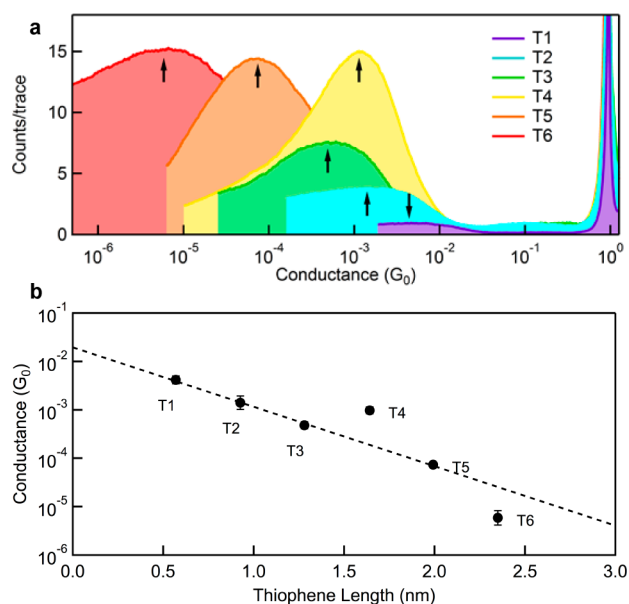 a
Counts/trace
15
10
5
0
T1
T2
T3
T4
T5
T6
10⁻⁶ 10⁻⁵ 10⁻⁴ 10⁻³ 10⁻² 10⁻¹ 10⁰
Conductance (G₀)
b
Conductance (G₀)
10⁻¹
10⁻²
10⁻³
10⁻⁴
10⁻⁵
10⁻⁶
T1
T2
T3
T4
T5
T6
0.0 0.5 1.0 1.5 2.0 2.5 3.0
Thiophene Length (nm)